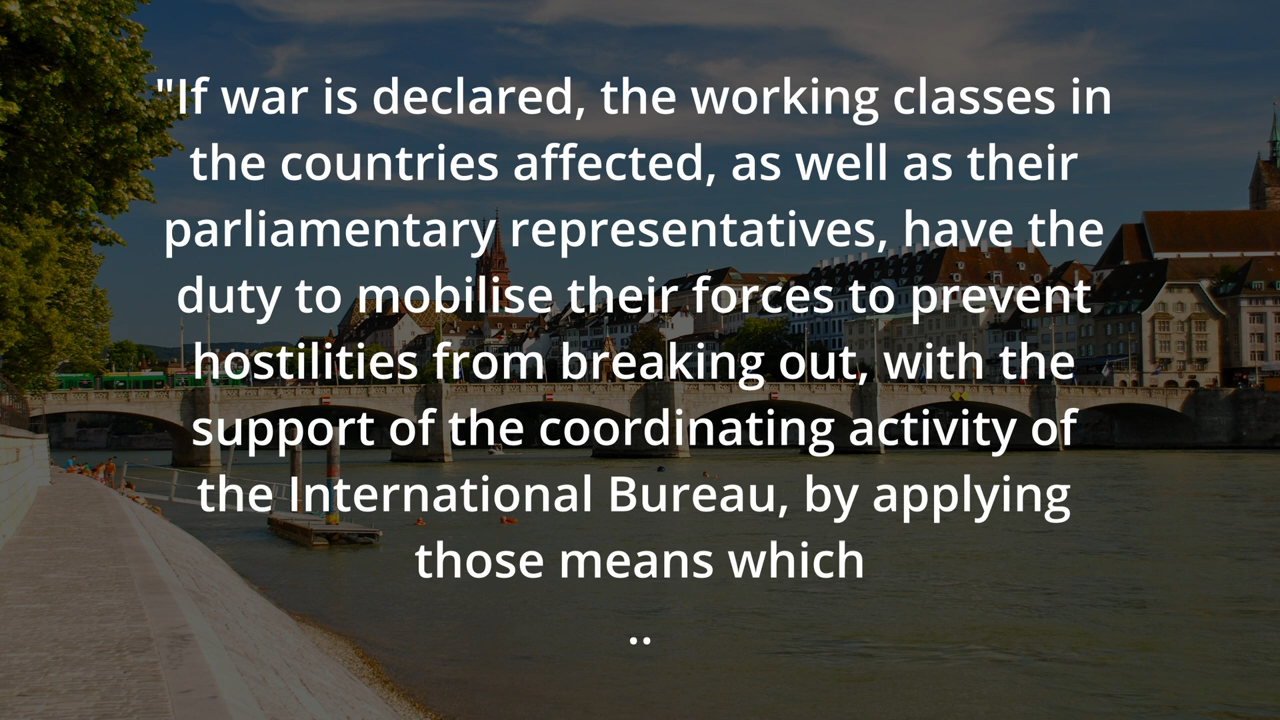 "If war is declared, the working classes in
the countries affected, as well as their
parliamentary representatives, have the
duty to mobilise their forces to prevent
hostilities from breaking out, with the
support of the coordinating activity of
the International Bureau, by applying
those means which
..